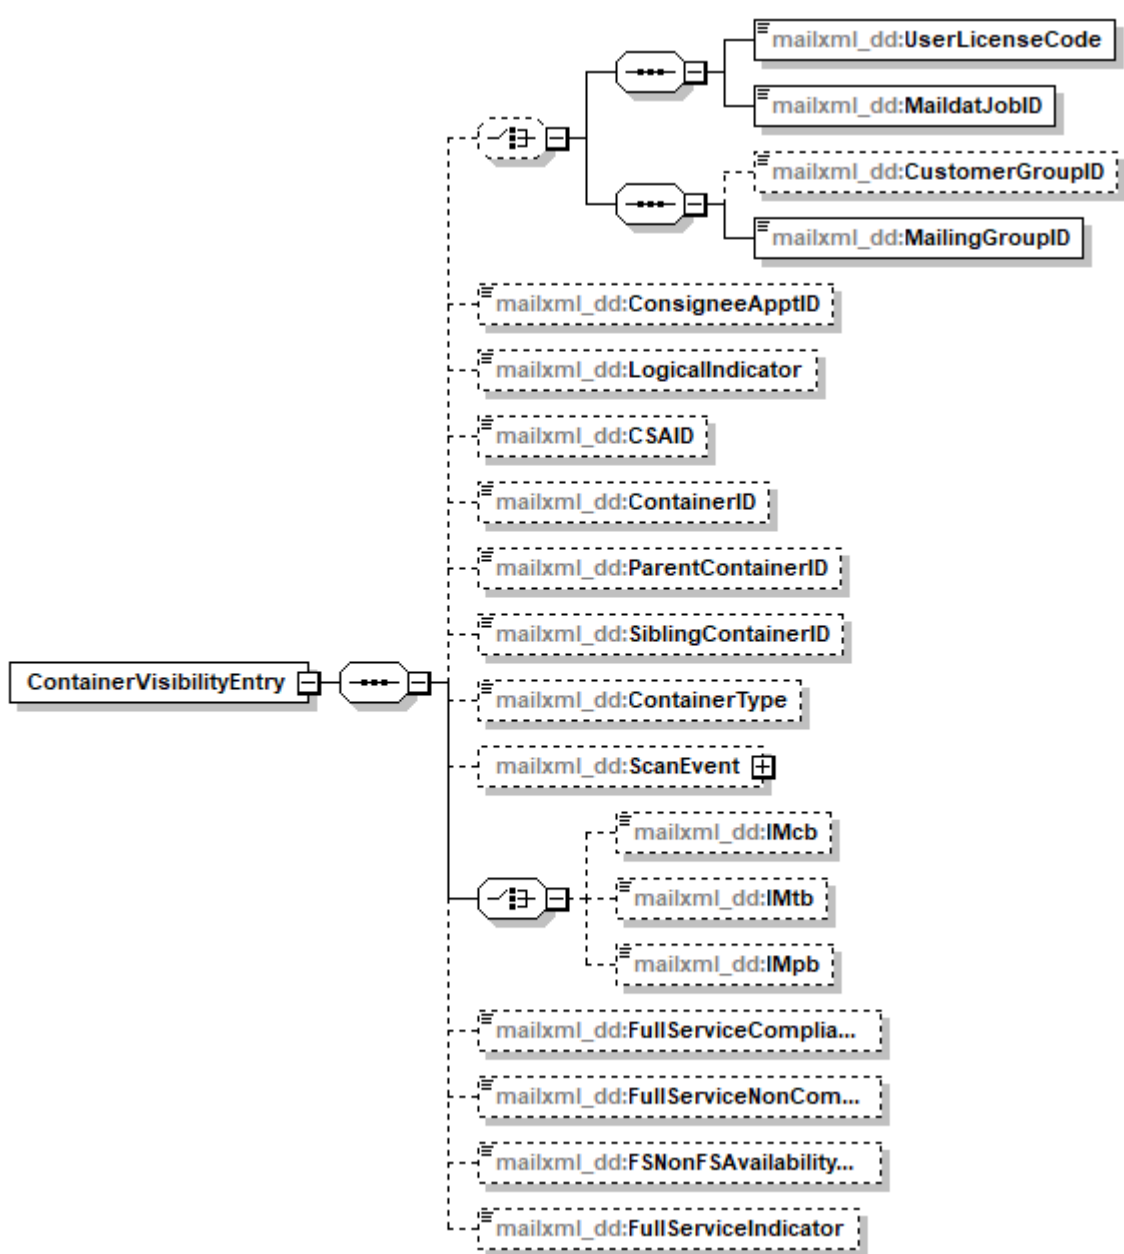 mailxml_dd:UserLicenseCode
mailxml_dd:MaildatJobID
mailxml_dd:CustomerGroupID
mailxml_dd:MailingGroupID
mailxml_dd:ConsigneeApptID
mailxml_dd:LogicalIndicator
mailxml_dd:CSAID
mailxml_dd:ContainerID
mailxml_dd:ParentContainerID
mailxml_dd:SiblingContainerID
ContainerVisibilityEntry
mailxml_dd:ContainerType
mailxml_dd:ScanEvent
mailxml_dd:IMcb
mailxml_dd:IMtb
mailxml_dd:IMpb
mailxml_dd:FullServiceComplia...
mailxml_dd:FullServiceNonCom...
mailxml_dd:FSNonFSAvailability...
mailxml_dd:FullServiceIndicator